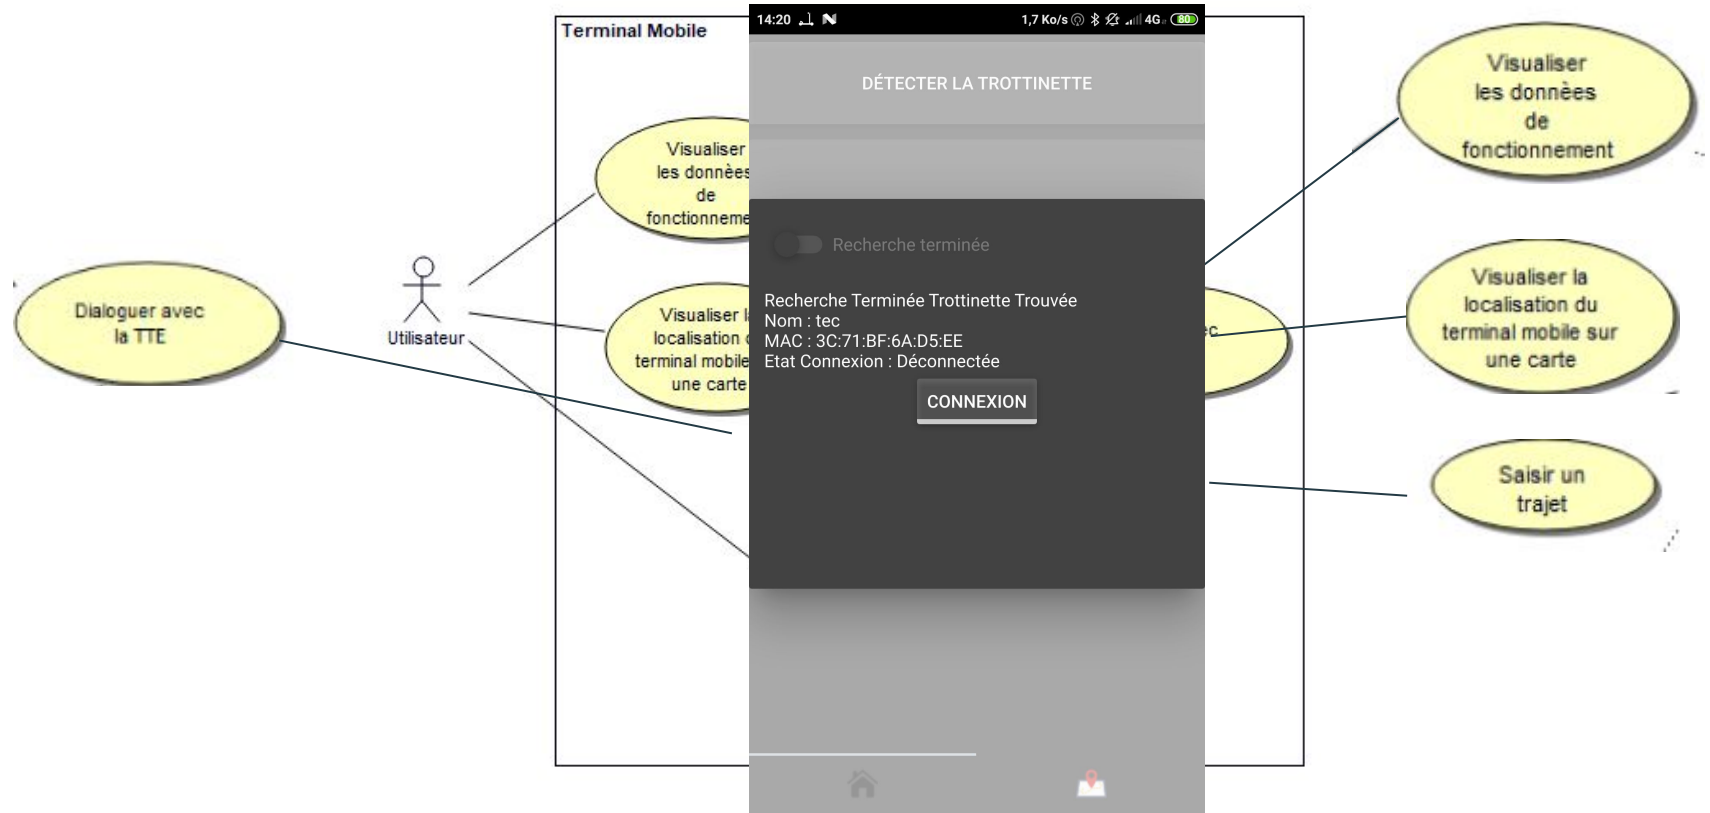 Terminal Mobile
14:20
1,7 Ko/s
4G
80
DÉTECTER LA TROTTINETTE
Visualiser
les donnèes
de
fonctionneme
Visualiser
les donnèes
de
fonctionnement
Recherche terminée
Recherche Terminée Trottinette Trouvée
Nom : tec
MAC : 3C:71:BF:6A:D5:EE
Etat Connexion : Déconnectée
CONNEXION
Dialoguer avec
la TTE
Utilisateur
Visualiser l
localisation
terminal mobile
une carte
ec
Visualiser la
localisation du
terminal mobile sur
une carte
Saisir un
trajet